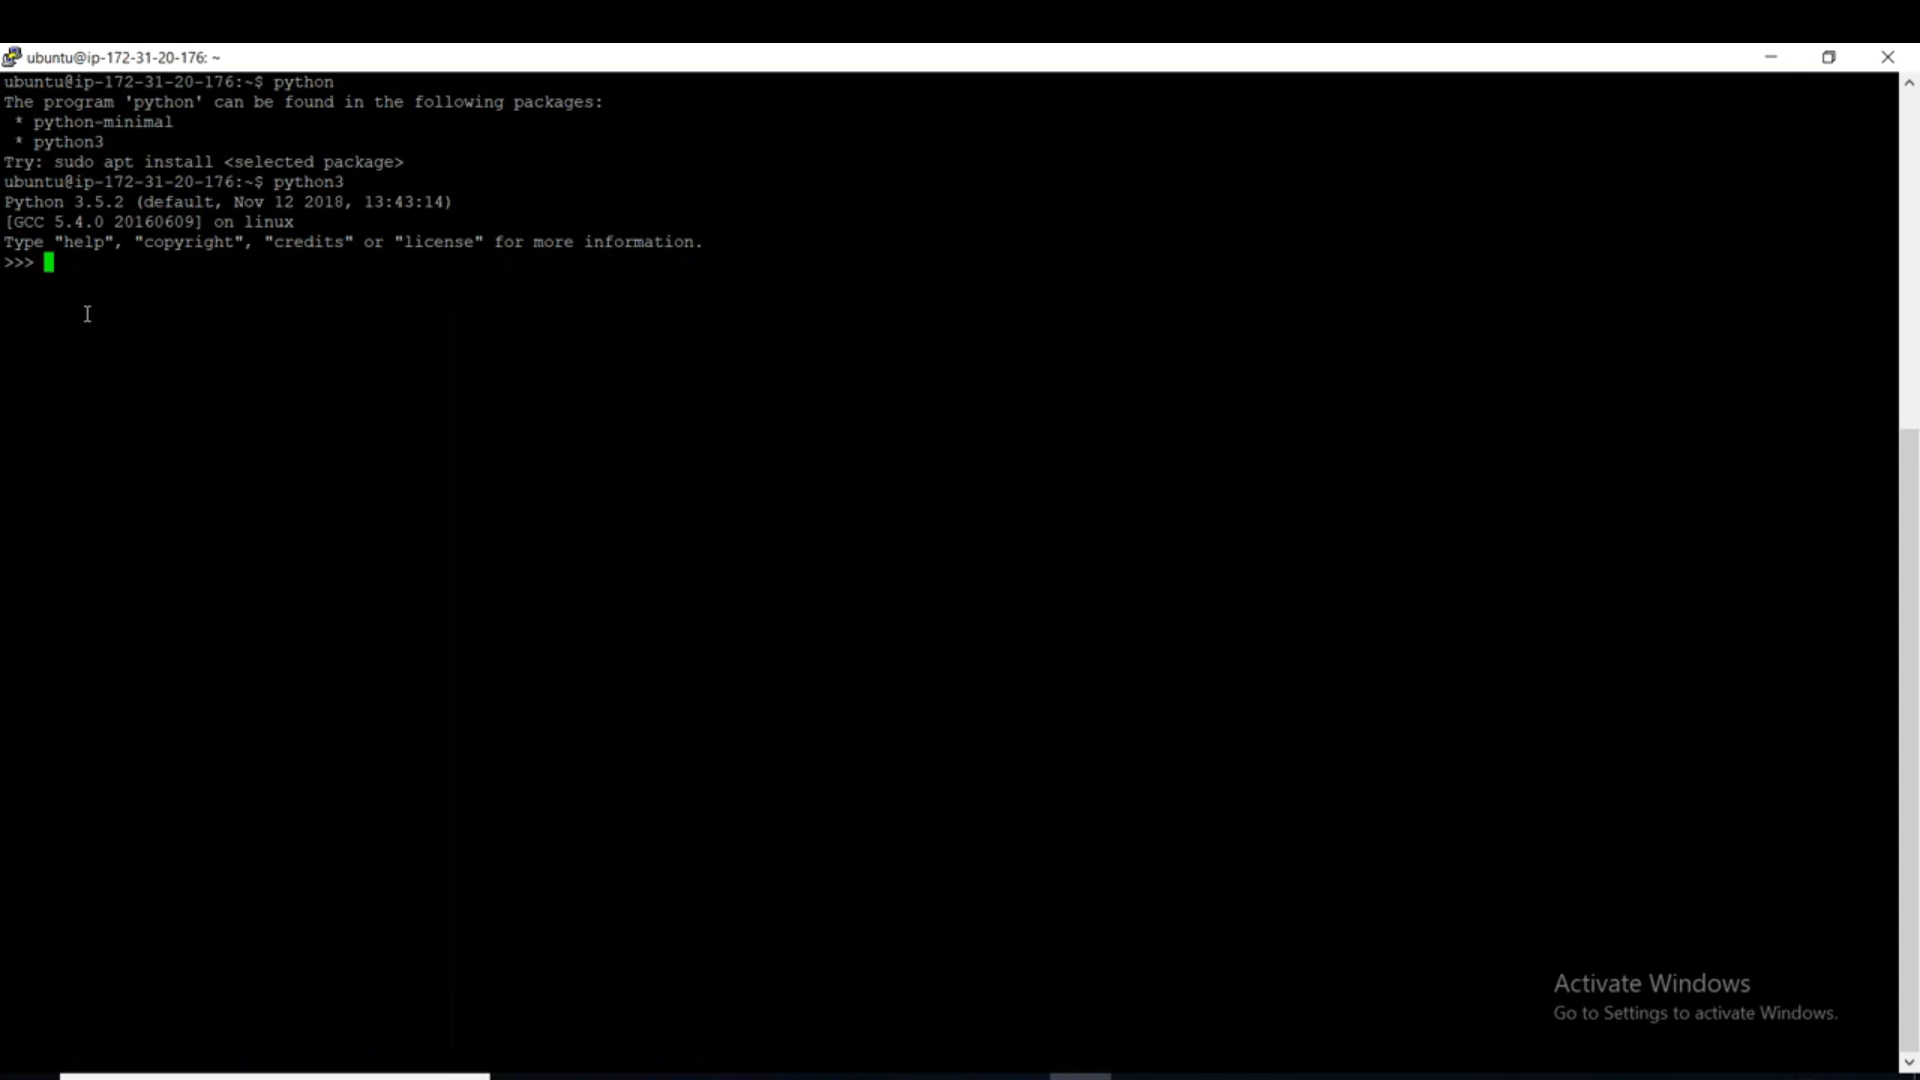 ubuntu@ip-172-31-20-176: ~
ubuntu@ip-172-31-20-176:~$ python
The program 'python' can be found in the following packages:
 * python-minimal
 * python3
Try: sudo apt install <selected package>
ubuntu@ip-172-31-20-176:~$ python3
Python 3.5.2 (default, Nov 12 2018, 13:43:14)
[GCC 5.4.0 20160609] on linux
Type "help", "copyright", "credits" or "license" for more information.
>>>
Activate Windows
Go to Settings to activate Windows.